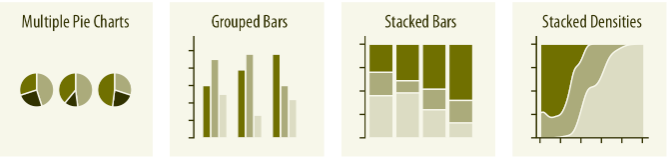 Multiple Pie Charts
Grouped Bars
Stacked Bars
Stacked Densities